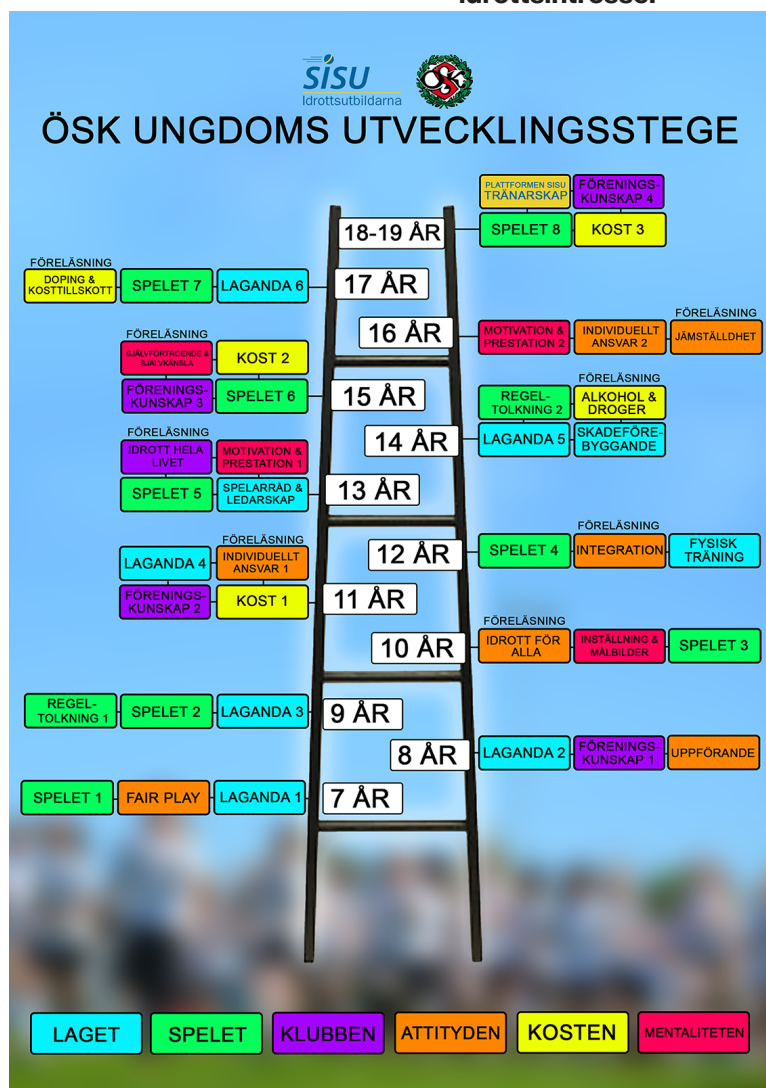 SISU
Idrottsutbildarna
ÖSK
ÖSK UNGDOMS UTVECKLINGSSTEGE
PLATTFORMEN SISU
TRÄNARSKAP
FÖRENINGS-
KUNSKAP 4
18-19 ÅR
SPELET 8
KOST 3
FÖRELÄSNING
DOPING &
KOSTTILLSKOTT
SPELET 7
LAGANDA 6
17 ÅR
16 ÅR
MOTIVATION &
PRESTATION 2
INDIVIDUELLT
ANSVAR 2
FÖRELÄSNING
JÄMSTÄLLDHET
FÖRELÄSNING
SJÄLVFÖRTROENDE &
SJÄLVKÄNSLA
KOST 2
FÖRENINGS-
KUNSKAP 3
SPELET 6
15 ÅR
REGEL-
TOLKNING 2
FÖRELÄSNING
ALKOHOL &
DROGER
14 ÅR
LAGANDA 5
SKADEFÖRE-
BYGGANDE
FÖRELÄSNING
IDROTT HELA
LIVET
MOTIVATION &
PRESTATION 1
SPELET 5
SPELARRÅD &
LEDARSKAP
13 ÅR
12 ÅR
SPELET 4
FÖRELÄSNING
INTEGRATION
FYSISK
TRÄNING
LAGANDA 4
FÖRELÄSNING
INDIVIDUELLT
ANSVAR 1
FÖRENINGS-
KUNSKAP 2
KOST 1
11 ÅR
10 ÅR
FÖRELÄSNING
IDROTT FÖR
ALLA
INSTÄLLNING &
MÅLBILDER
SPELET 3
REGEL-
TOLKNING 1
SPELET 2
LAGANDA 3
9 ÅR
8 ÅR
LAGANDA 2
FÖRENINGS-
KUNSKAP 1
UPPFÖRANDE
SPELET 1
FAIR PLAY
LAGANDA 1
7 ÅR
LAGET
SPELET
KLUBBEN
ATTITYDEN
KOSTEN
MENTALITETEN